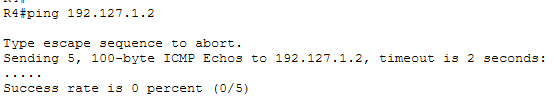 R4#ping 192.127.1.2
Type escape sequence to abort.
Sending 5, 100-byte ICMP Echos to 192.127.1.2, timeout is 2 seconds:
.....
Success rate is 0 percent (0/5)